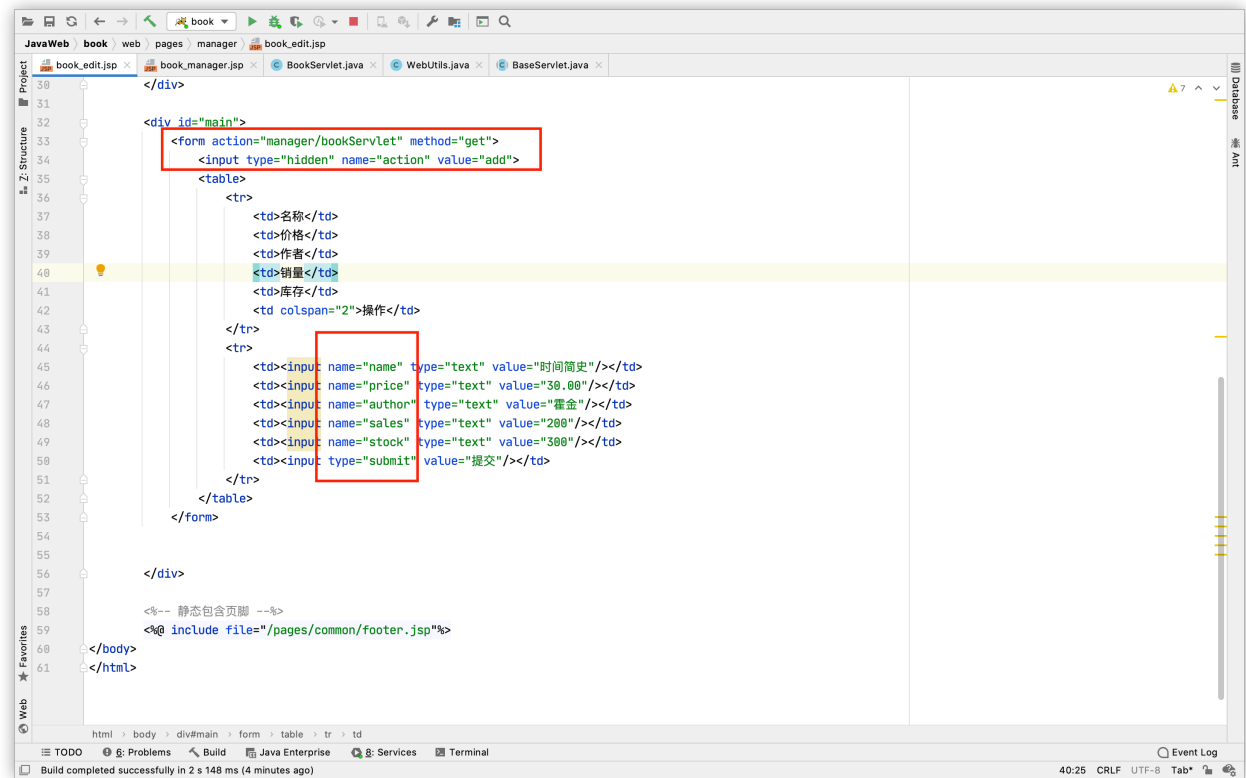 book
JavaWeb book web pages manager book_edit.jsp
book_edit.jsp book_manager.jsp BookServlet.java WebUtils.java BaseServlet.java
Project
Z: Structure
Favorites
Web
Database
Ant
7
30 </div>
31
32 <div id="main">
33 <form action="manager/bookServlet" method="get">
34 <input type="hidden" name="action" value="add">
35 <table>
36 <tr>
37 <td>名称</td>
38 <td>价格</td>
39 <td>作者</td>
40 <td>销量</td>
41 <td>库存</td>
42 <td colspan="2">操作</td>
43 </tr>
44 <tr>
45 <td><input name="name" type="text" value="时间简史"/></td>
46 <td><input name="price" type="text" value="30.00"/></td>
47 <td><input name="author" type="text" value="霍金"/></td>
48 <td><input name="sales" type="text" value="200"/></td>
49 <td><input name="stock" type="text" value="300"/></td>
50 <td><input type="submit" value="提交"/></td>
51 </tr>
52 </table>
53 </form>
54
55
56 </div>
57
58 <%-- 静态包含页脚 --%>
59 <%@ include file="/pages/common/footer.jsp"%>
60 </body>
61 </html>
html › body › div#main › form › table › tr › td
TODO 6: Problems Build Java Enterprise 8: Services Terminal Event Log
Build completed successfully in 2 s 148 ms (4 minutes ago) 40:25 CRLF UTF-8 Tab*